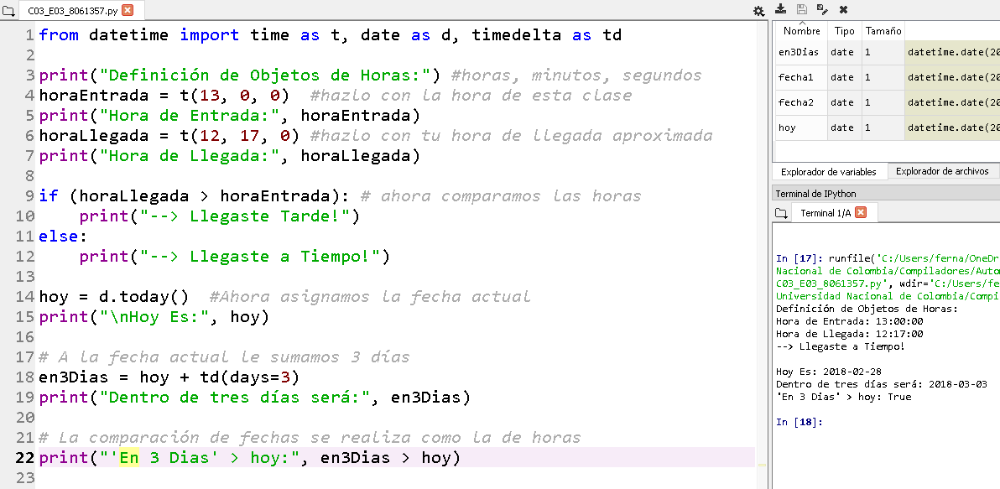 C03_E03_8061357.py
1 from datetime import time as t, date as d, timedelta as td
2
3 print("Definición de Objetos de Horas:") #horas, minutos, segundos
4 horaEntrada = t(13, 0, 0)  #hazlo con la hora de esta clase
5 print("Hora de Entrada:", horaEntrada)
6 horaLlegada = t(12, 17, 0) #hazlo con tu hora de llegada aproximada
7 print("Hora de Llegada:", horaLlegada)
8
9 if (horaLlegada > horaEntrada): # ahora comparamos las horas
10     print("--> Llegaste Tarde!")
11 else:
12     print("--> Llegaste a Tiempo!")
13
14 hoy = d.today()  #Ahora asignamos la fecha actual
15 print("\nHoy Es:", hoy)
16
17 # A la fecha actual le sumamos 3 días
18 en3Dias = hoy + td(days=3)
19 print("Dentro de tres días será:", en3Dias)
20
21 # La comparación de fechas se realiza como la de horas
22 print("'En 3 Dias' > hoy:", en3Dias > hoy)
23
Nombre Tipo Tamaño
en3Dias date 1 datetime.date(20
fecha1 date 1 datetime.date(20
fecha2 date 1 datetime.date(20
hoy date 1 datetime.date(20
Explorador de variables Explorador de archivos
Terminal de IPython
Terminal 1/A
In [17]: runfile('C:/Users/ferna/OneDr
Nacional de Colombia/Compiladores/Auto
C03_E03_8061357.py', wdir='C:/Users/fe
Universidad Nacional de Colombia/Compi
Definición de Objetos de Horas:
Hora de Entrada: 13:00:00
Hora de Llegada: 12:17:00
--> Llegaste a Tiempo!

Hoy Es: 2018-02-28
Dentro de tres días será: 2018-03-03
'En 3 Dias' > hoy: True

In [18]: